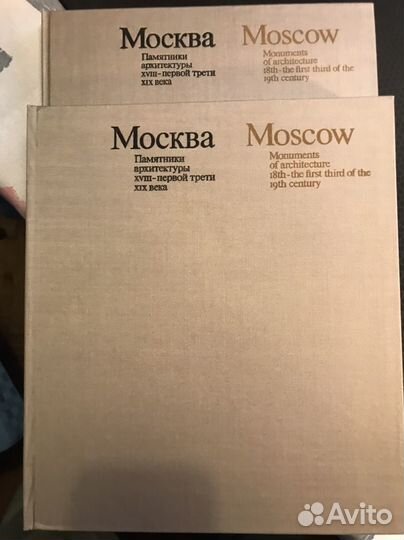 Москва
Памятники
архитектуры
XVIII–первой трети
XIX века
Moscow
Monuments
of architecture
18th–the first third of the
19th century
Москва
Памятники
архитектуры
XVIII–первой трети
XIX века
Moscow
Monuments
of architecture
18th–the first third of the
19th century
Avito